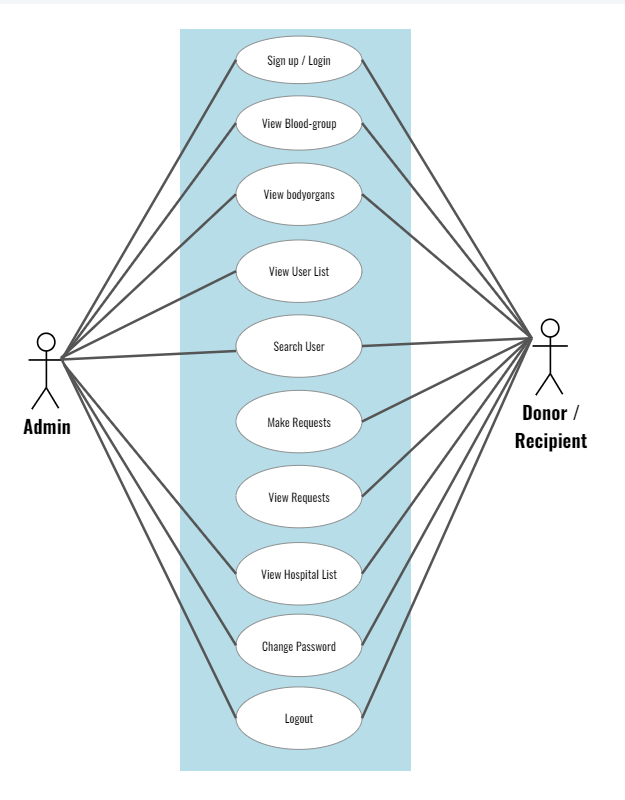 Sign up / Login
View Blood-group
View bodyorgans
View User List
Search User
Make Requests
View Requests
View Hospital List
Change Password
Logout
Admin
Donor /
Recipient